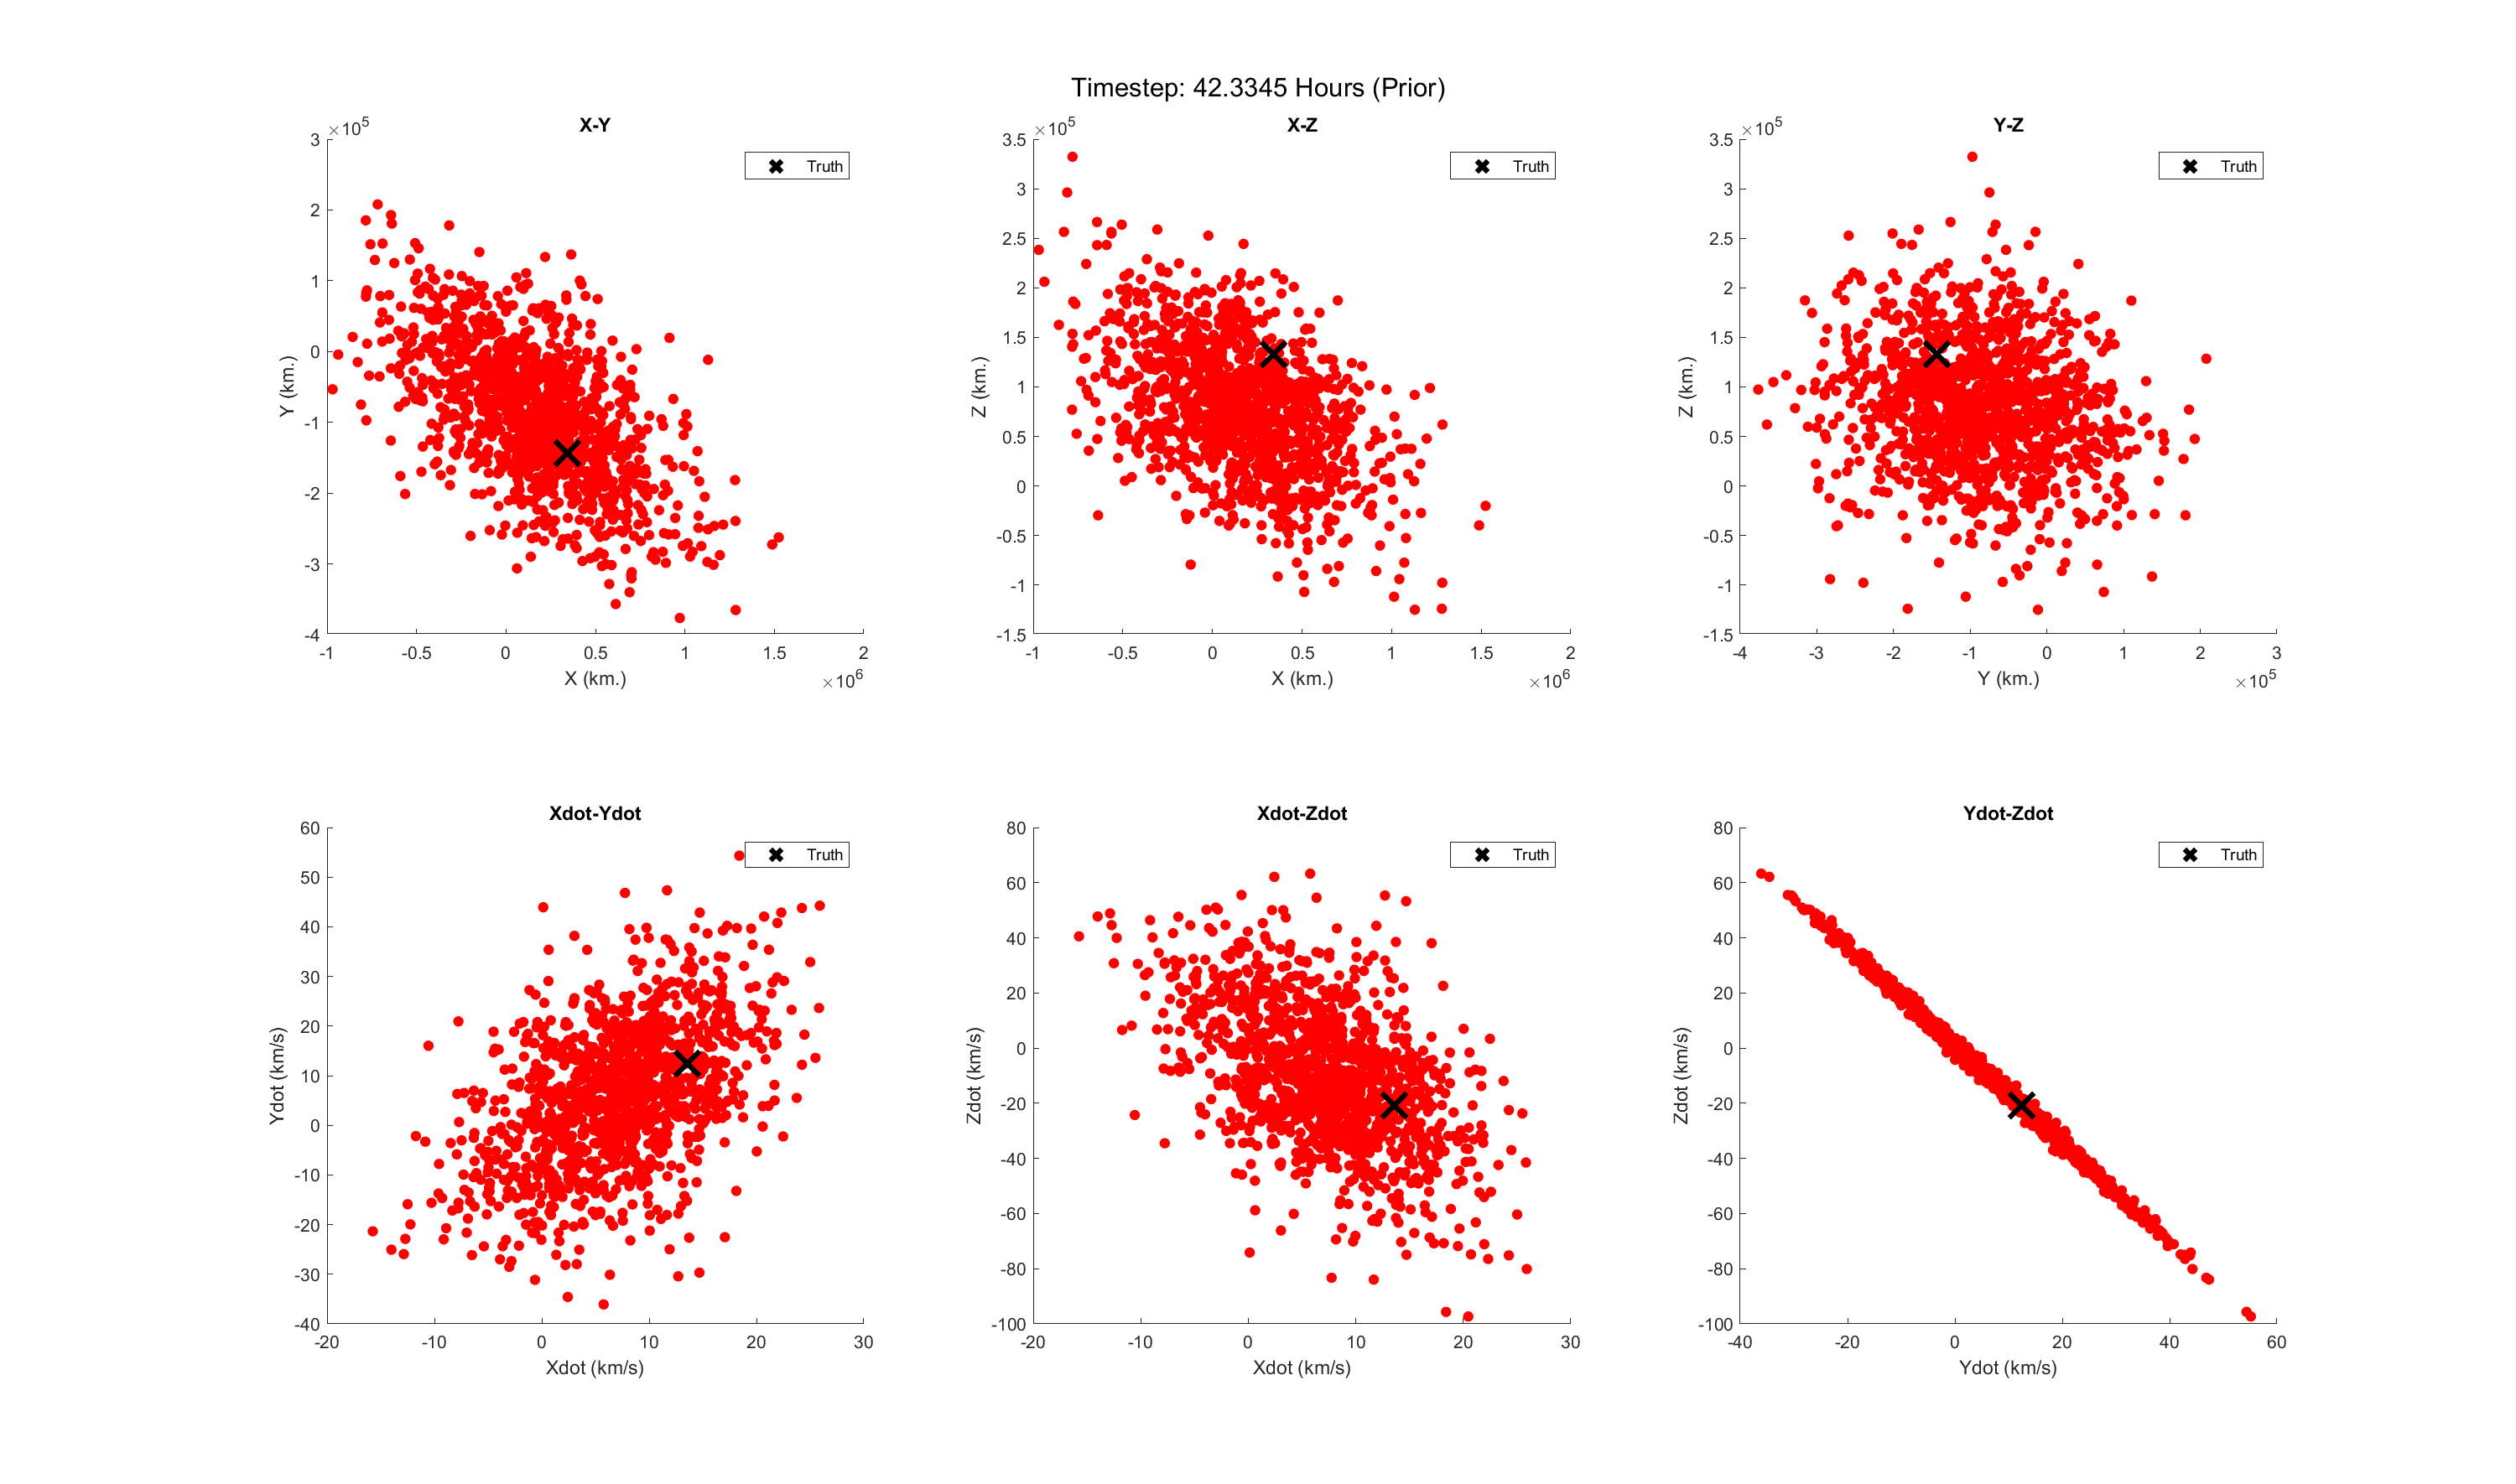 Timestep: 42.3345 Hours (Prior)
X-Y
×10^5
3
2
1
0
-1
-2
-3
-4
Y (km.)
Truth
-1 -0.5 0 0.5 1 1.5 2
X (km.)
×10^6
X-Z
×10^5
3.5
3
2.5
2
1.5
1
0.5
0
-0.5
-1
-1.5
Z (km.)
Truth
-1 -0.5 0 0.5 1 1.5 2
X (km.)
×10^6
Y-Z
×10^5
3.5
3
2.5
2
1.5
1
0.5
0
-0.5
-1
-1.5
Z (km.)
Truth
-4 -3 -2 -1 0 1 2 3
Y (km.)
×10^5
Xdot-Ydot
60
50
40
30
20
10
0
-10
-20
-30
-40
Ydot (km/s)
Truth
-20 -10 0 10 20 30
Xdot (km/s)
Xdot-Zdot
80
60
40
20
0
-20
-40
-60
-80
-100
Zdot (km/s)
Truth
-20 -10 0 10 20 30
Xdot (km/s)
Ydot-Zdot
80
60
40
20
0
-20
-40
-60
-80
-100
Zdot (km/s)
Truth
-40 -20 0 20 40 60
Ydot (km/s)